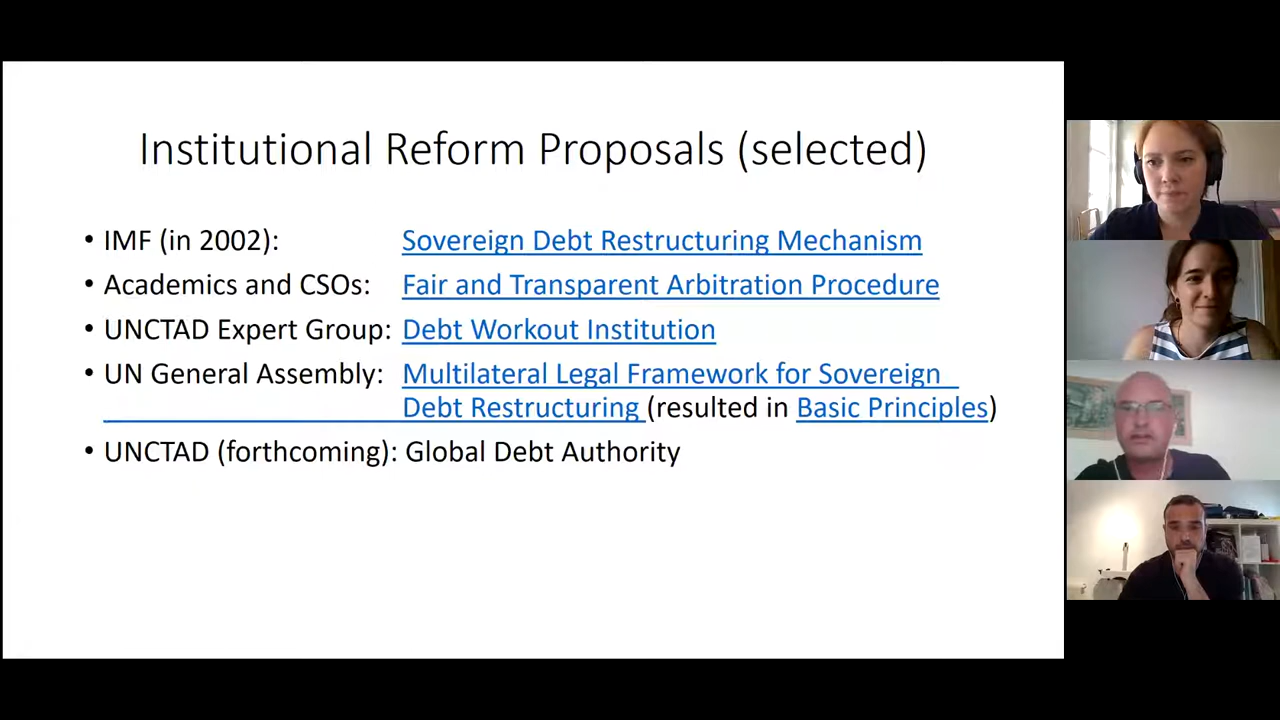 Institutional Reform Proposals (selected)
• IMF (in 2002): Sovereign Debt Restructuring Mechanism
• Academics and CSOs: Fair and Transparent Arbitration Procedure
• UNCTAD Expert Group: Debt Workout Institution
• UN General Assembly: Multilateral Legal Framework for Sovereign
Debt Restructuring (resulted in Basic Principles)
• UNCTAD (forthcoming): Global Debt Authority